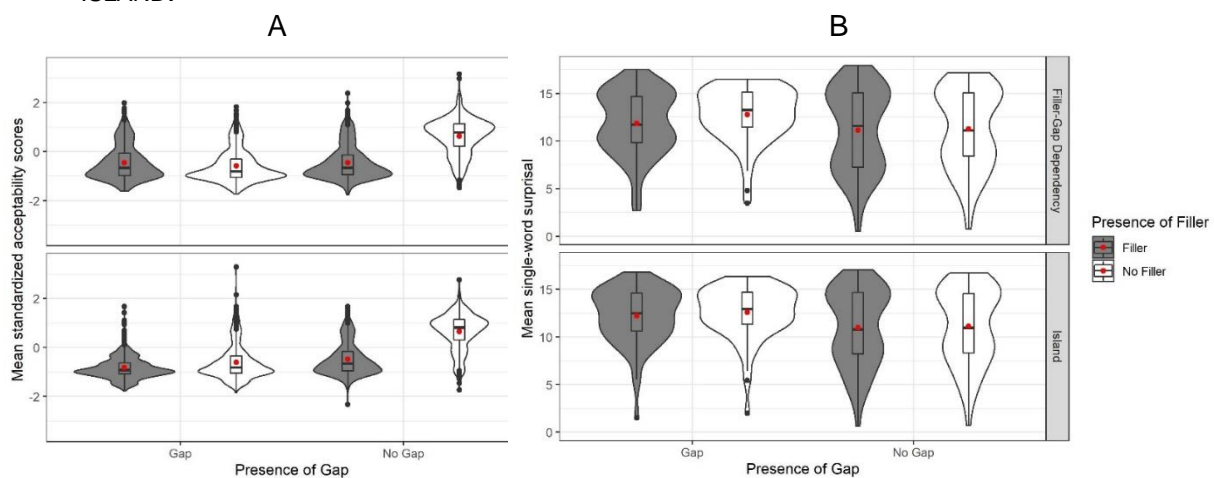 ISLAND.
A
B
Mean standardized acceptability scores
2
0
-2
2
0
-2
Gap
No Gap
Presence of Gap
Mean single-word surprisal
15
10
5
0
15
10
5
0
Gap
No Gap
Presence of Gap
Filler-Gap Dependency
Island
Presence of Filler
Filler
No Filler